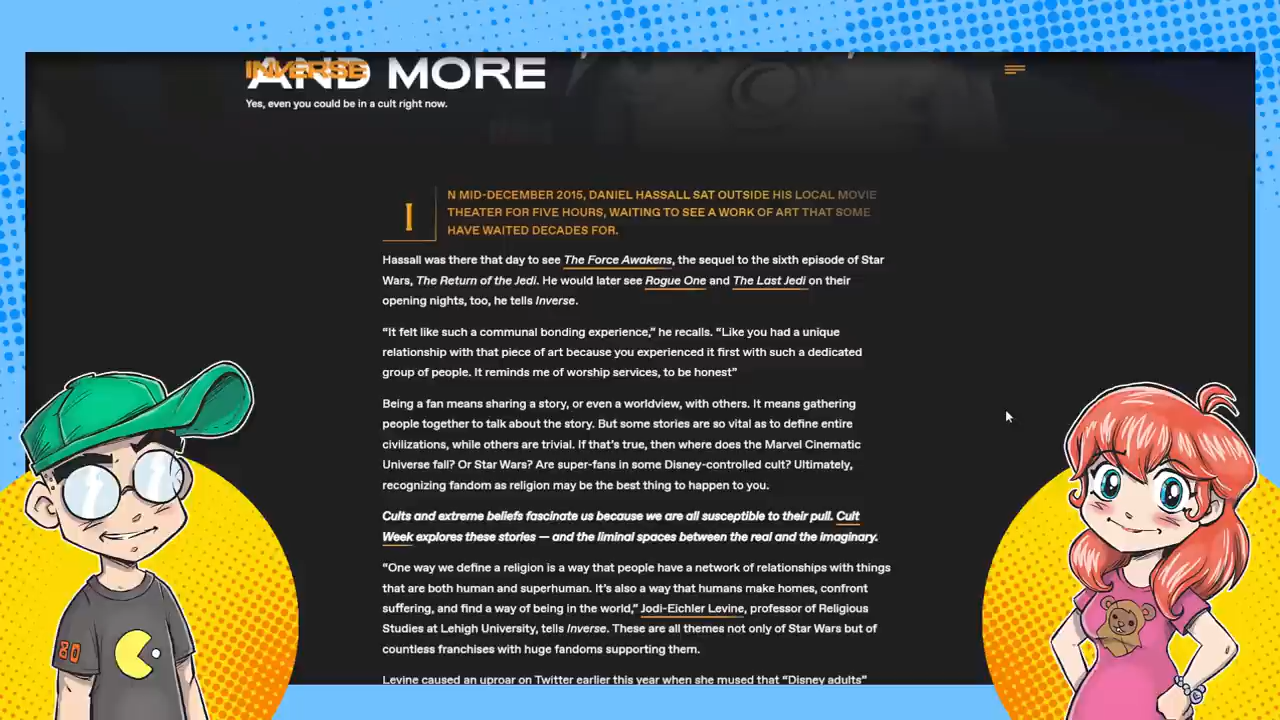 INVERSE
AND MORE
Yes, even you could be in a cult right now.
I
N MID-DECEMBER 2015, DANIEL HASSALL SAT OUTSIDE HIS LOCAL MOVIE
THEATER FOR FIVE HOURS, WAITING TO SEE A WORK OF ART THAT SOME
HAVE WAITED DECADES FOR.
Hassall was there that day to see The Force Awakens, the sequel to the sixth episode of Star
Wars, The Return of the Jedi. He would later see Rogue One and The Last Jedi on their
opening nights, too, he tells Inverse.
“It felt like such a communal bonding experience,” he recalls. “Like you had a unique
relationship with that piece of art because you experienced it first with such a dedicated
group of people. It reminds me of worship services, to be honest”
Being a fan means sharing a story, or even a worldview, with others. It means gathering
people together to talk about the story. But some stories are so vital as to define entire
civilizations, while others are trivial. If that’s true, then where does the Marvel Cinematic
Universe fall? Or Star Wars? Are super-fans in some Disney-controlled cult? Ultimately,
recognizing fandom as religion may be the best thing to happen to you.
Cults and extreme beliefs fascinate us because we are all susceptible to their pull. Cult
Week explores these stories — and the liminal spaces between the real and the imaginary.
“One way we define a religion is a way that people have a network of relationships with things
that are both human and superhuman. It’s also a way that humans make homes, confront
suffering, and find a way of being in the world,” Jodi-Eichler Levine, professor of Religious
Studies at Lehigh University, tells Inverse. These are all themes not only of Star Wars but of
countless franchises with huge fandoms supporting them.
Levine caused an uproar on Twitter earlier this year when she mused that “Disney adults”
80